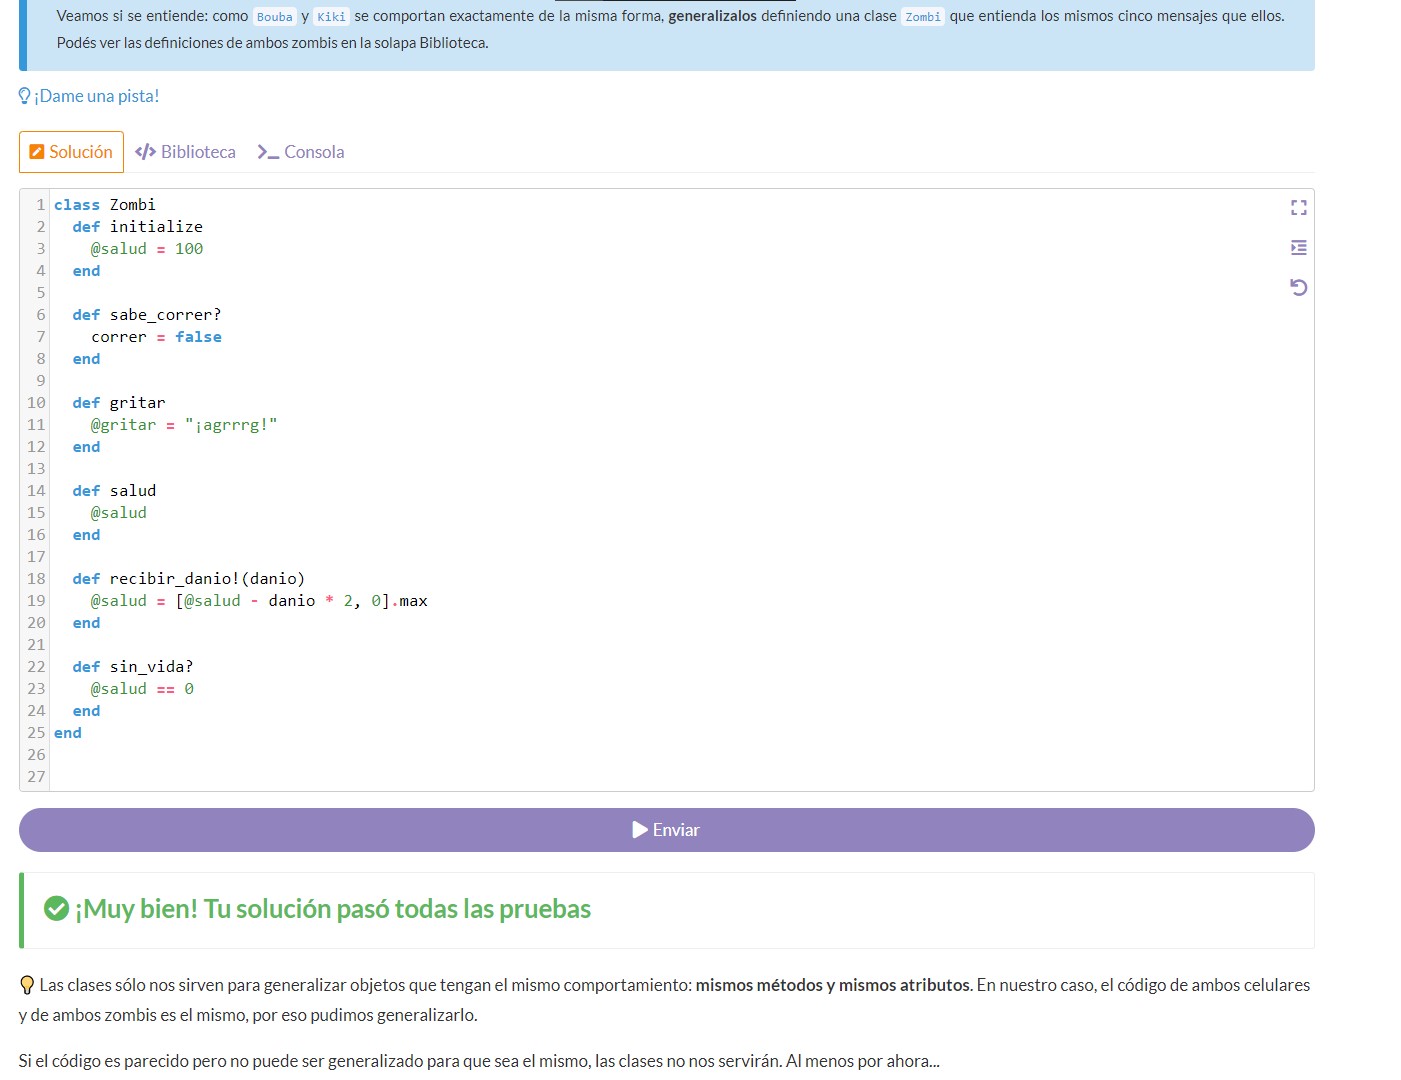 Veamos si se entiende: como Bouba y Kiki se comportan exactamente de la misma forma, generalizalos definiendo una clase Zombi que entienda los mismos cinco mensajes que ellos.
Podés ver las definiciones de ambos zombis en la solapa Biblioteca.
¡Dame una pista!
Solución </> Biblioteca >_ Consola
1 class Zombi
2   def initialize
3     @salud = 100
4   end
5
6   def sabe_correr?
7     correr = false
8   end
9
10   def gritar
11     @gritar = "¡agrrrg!"
12   end
13
14   def salud
15     @salud
16   end
17
18   def recibir_danio!(danio)
19     @salud = [@salud - danio * 2, 0].max
20   end
21
22   def sin_vida?
23     @salud == 0
24   end
25 end
26
27
Enviar
¡Muy bien! Tu solución pasó todas las pruebas
Las clases sólo nos sirven para generalizar objetos que tengan el mismo comportamiento: mismos métodos y mismos atributos. En nuestro caso, el código de ambos celulares
y de ambos zombis es el mismo, por eso pudimos generalizarlo.
Si el código es parecido pero no puede ser generalizado para que sea el mismo, las clases no nos servirán. Al menos por ahora...